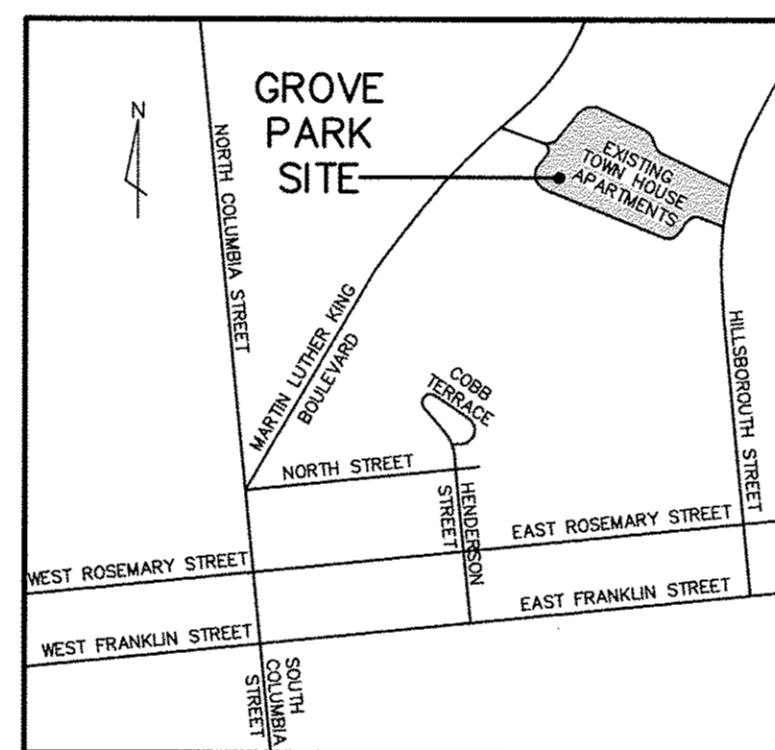 GROVE
PARK
SITE
N
EXISTING
TOWN HOUSE
APARTMENTS
NORTH COLUMBIA STREET
MARTIN LUTHER KING
BOULEVARD
HILLSBOROUTH STREET
COBB
TERRACE
NORTH STREET
HENDERSON
STREET
EAST ROSEMARY STREET
WEST ROSEMARY STREET
EAST FRANKLIN STREET
WEST FRANKLIN STREET
SOUTH
COLUMBIA
STREET